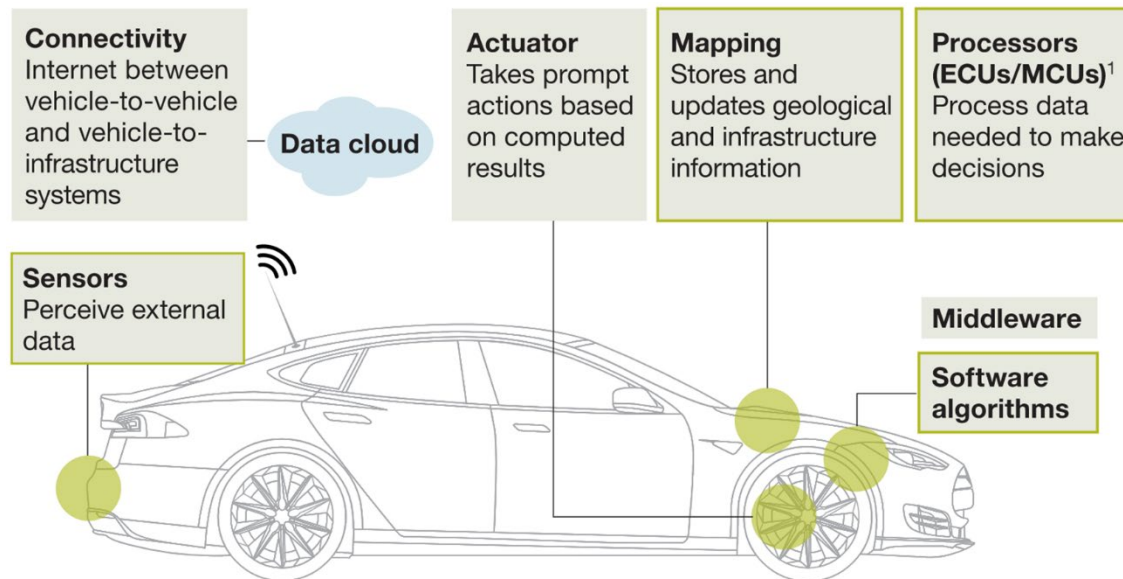 Connectivity
Internet between
vehicle-to-vehicle
and vehicle-to-
infrastructure
systems
Data cloud
Actuator
Takes prompt
actions based
on computed
results
Mapping
Stores and
updates geological
and infrastructure
information
Processors
(ECUs/MCUs)¹
Process data
needed to make
decisions
Sensors
Perceive external
data
Middleware
Software
algorithms